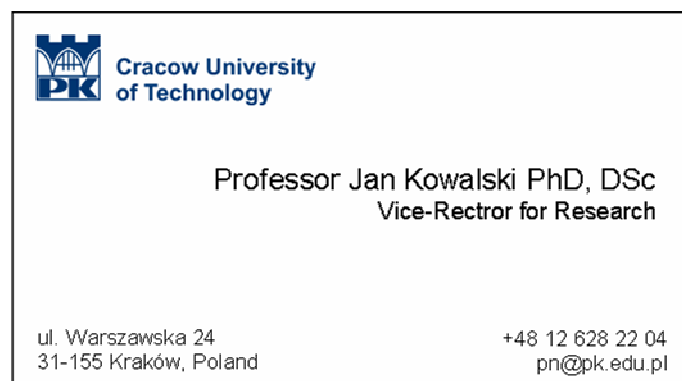 PK
Cracow University
of Technology
Professor Jan Kowalski PhD, DSc
Vice-Rectror for Research
ul. Warszawska 24
31-155 Kraków, Poland
+48 12 628 22 04
pn@pk.edu.pl